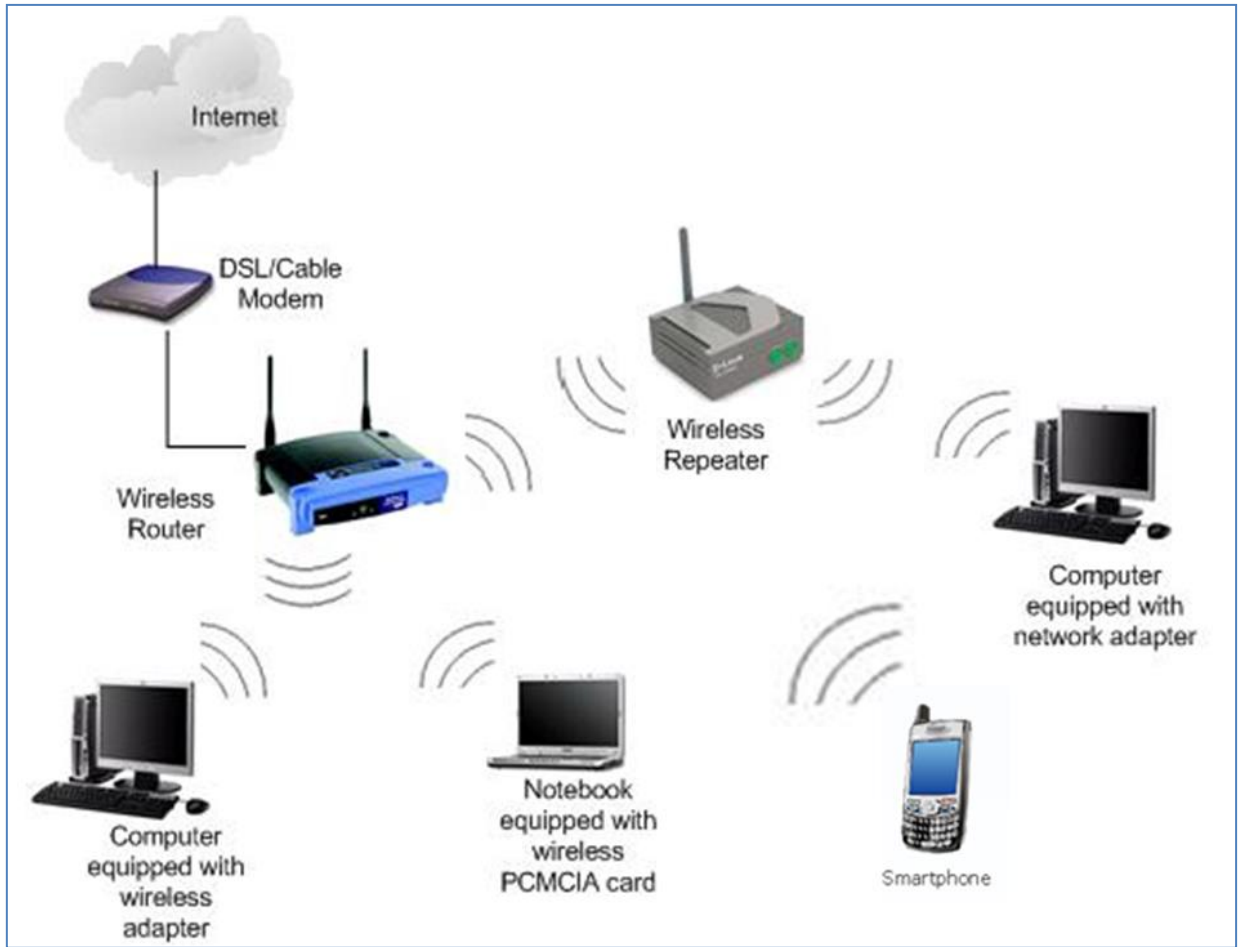 Internet
DSL/Cable
Modem
Wireless
Router
Wireless
Repeater
Computer
equipped with
network adapter
Computer
equipped with
wireless
adapter
Notebook
equipped with
wireless
PCMCIA card
Smartphone
D-Link